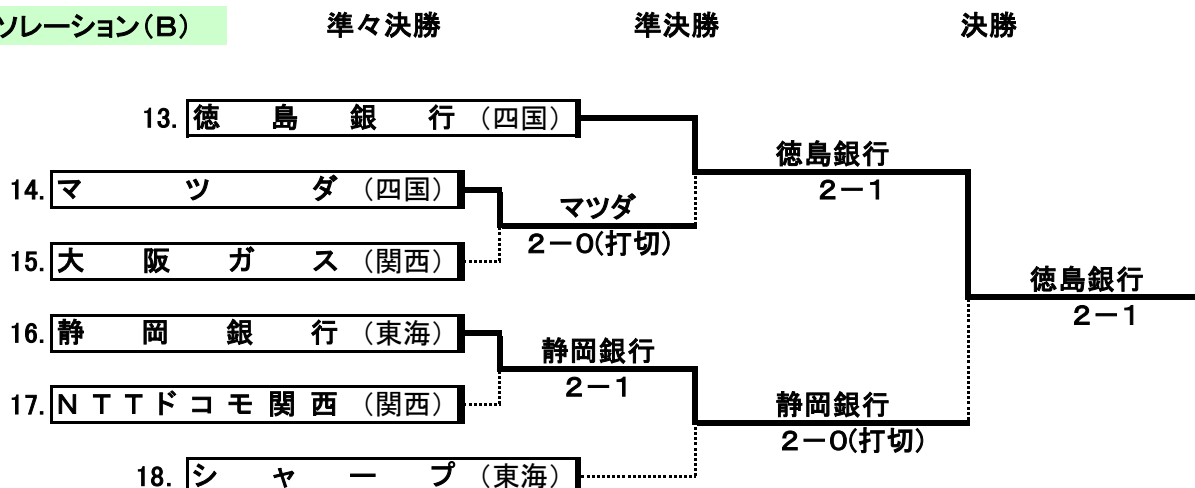 ソレーション(B) 準々決勝 準決勝 決勝
13. 徳島銀行 (四国)
徳島銀行
2-1
14. マツダ (四国)
マツダ
2-0(打切)
15. 大阪ガス (関西)
徳島銀行
2-1
16. 静岡銀行 (東海)
静岡銀行
2-1
17. NTTドコモ関西 (関西)
静岡銀行
2-0(打切)
18. シャープ (東海)